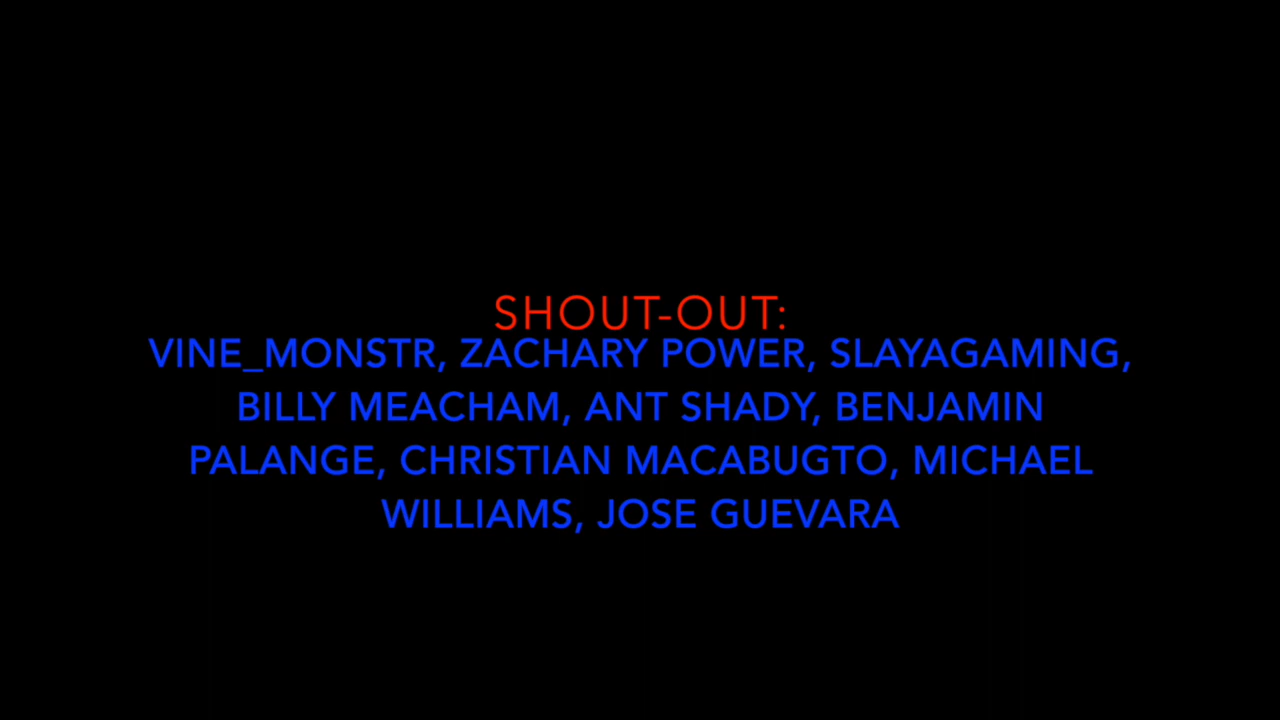 SHOUT-OUT:
VINE_MONSTR, ZACHARY POWER, SLAYAGAMING,
BILLY MEACHAM, ANT SHADY, BENJAMIN
PALANGE, CHRISTIAN MACABUGTO, MICHAEL
WILLIAMS, JOSE GUEVARA